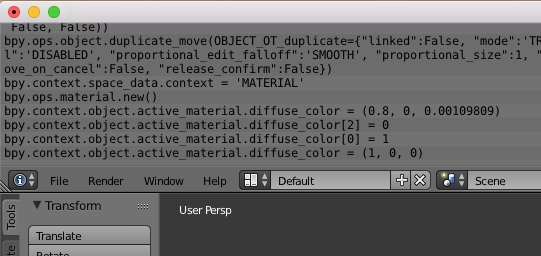 False, False))
bpy.ops.object.duplicate_move(OBJECT_OT_duplicate={"linked":False, "mode":'TR
l":'DISABLED', "proportional_edit_falloff":'SMOOTH', "proportional_size":1, "
ove_on_cancel":False, "release_confirm":False})
bpy.context.space_data.context = 'MATERIAL'
bpy.ops.material.new()
bpy.context.object.active_material.diffuse_color = (0.8, 0, 0.00109809)
bpy.context.object.active_material.diffuse_color[2] = 0
bpy.context.object.active_material.diffuse_color[0] = 1
bpy.context.object.active_material.diffuse_color = (1, 0, 0)
File Render Window Help Default Scene
Tools
Transform
User Persp
Translate
Rotate